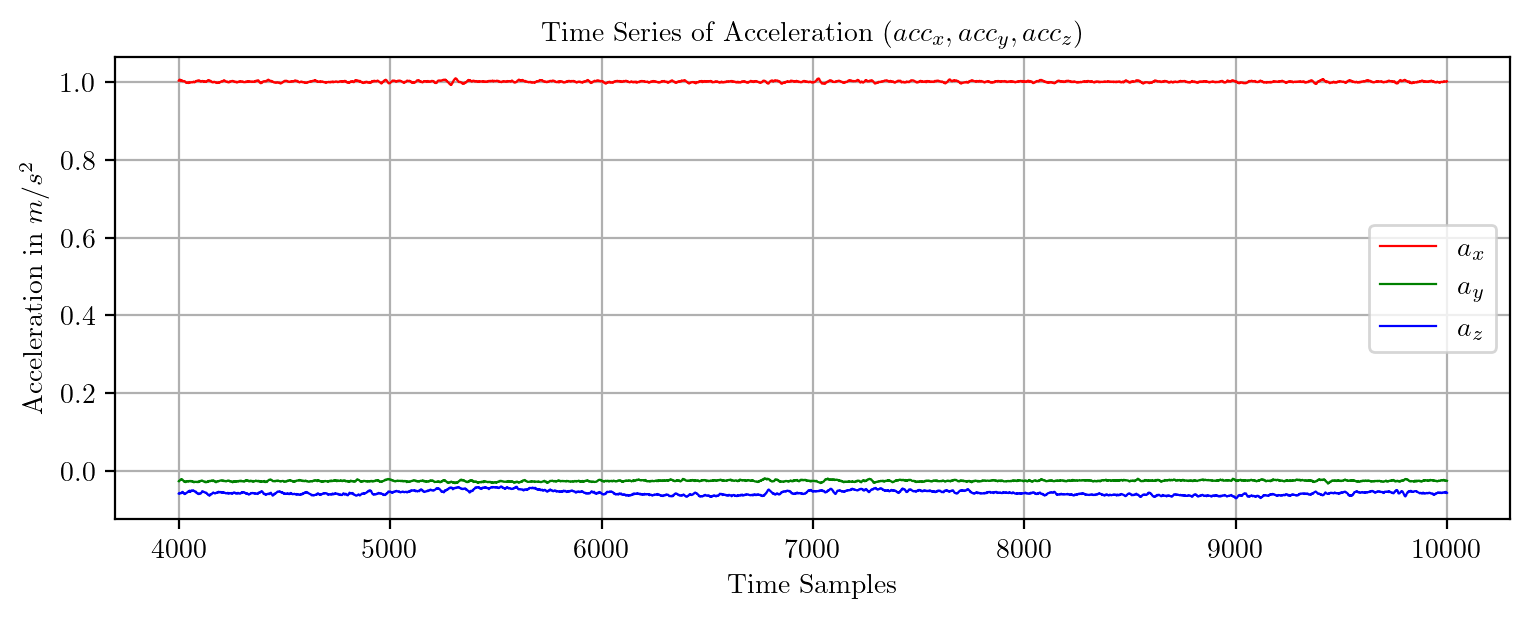 Time Series of Acceleration (acc_x, acc_y, acc_z)
Acceleration in m/s^2
1.0
0.8
0.6
0.4
0.2
0.0
a_x
a_y
a_z
4000 5000 6000 7000 8000 9000 10000
Time Samples